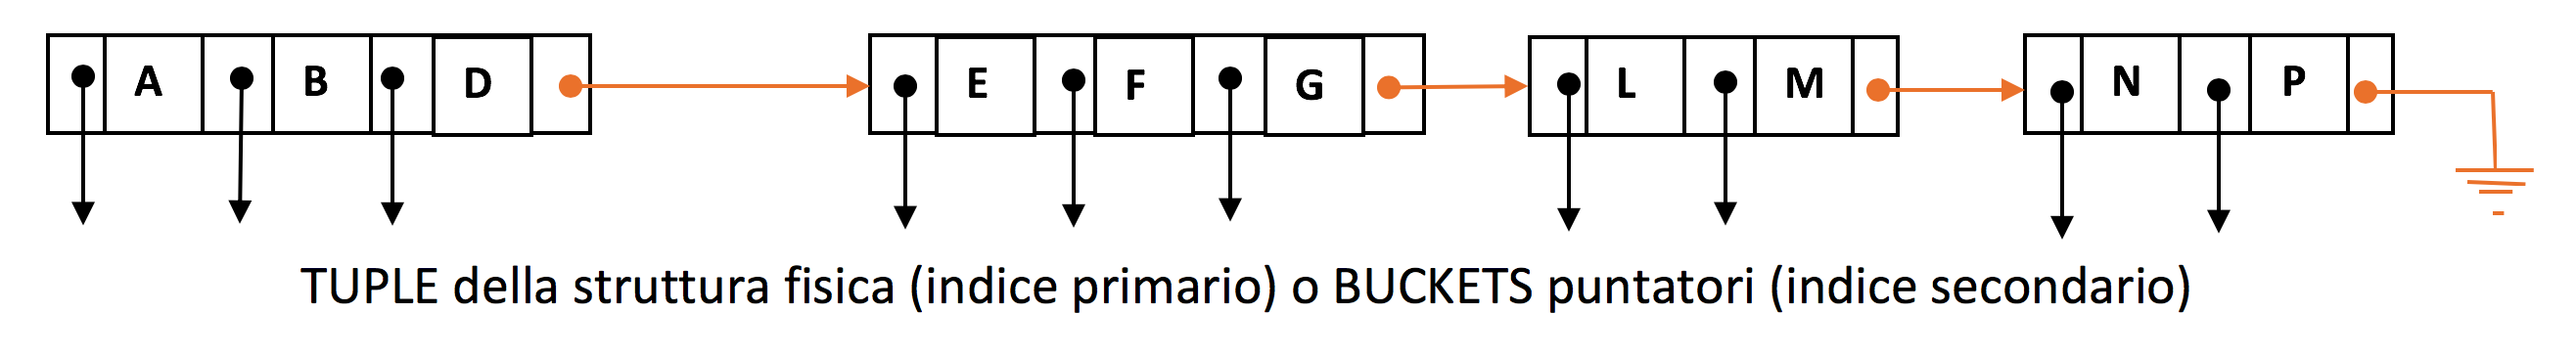 A B D E F G L M N P
TUPLE della struttura fisica (indice primario) o BUCKETS puntatori (indice secondario)